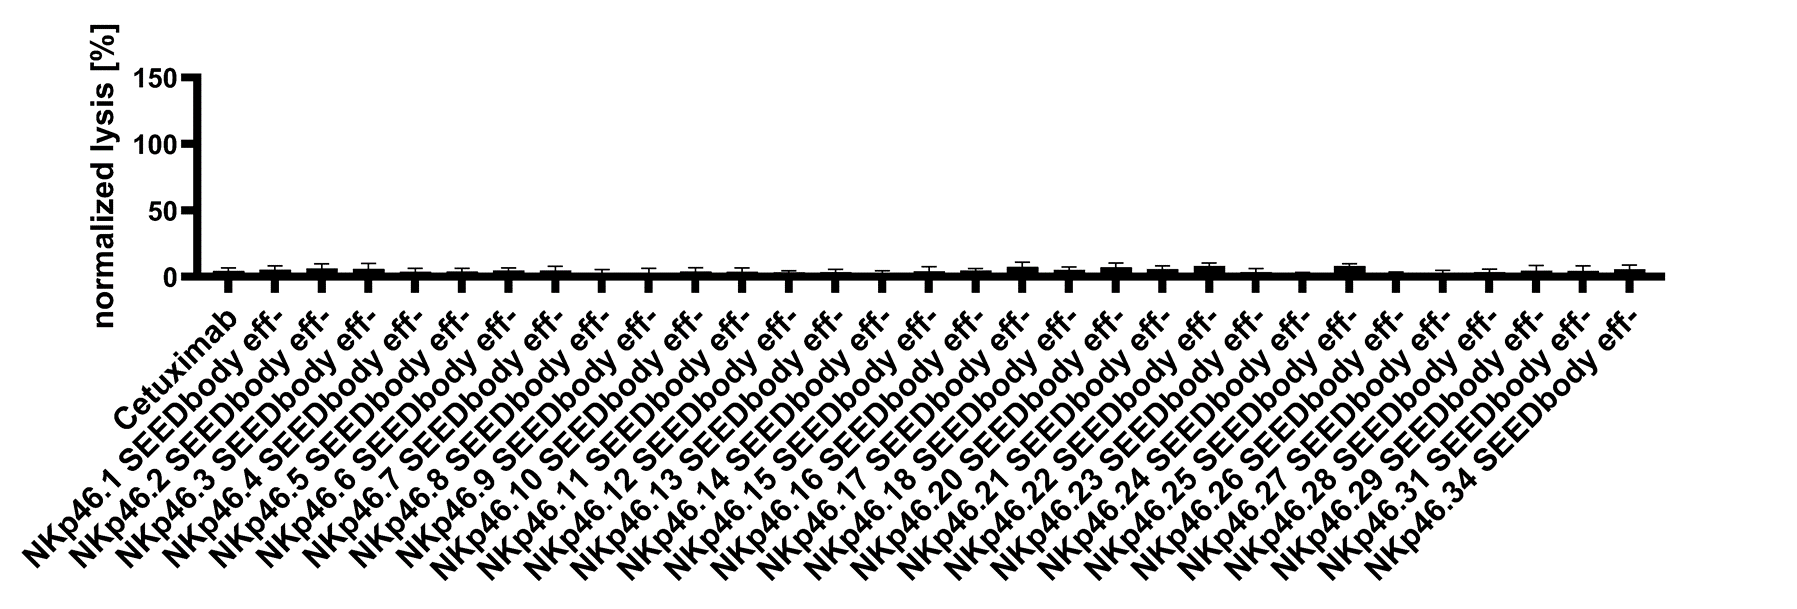 normalized lysis [%]
150
100
50
0
Cetuximab
NKp46.1 SEEDbody eff-
NKp46.2 SEEDbody eff-
NKp46.3 SEEDbody eff-
NKp46.4 SEEDbody eff-
NKp46.5 SEEDbody eff-
NKp46.6 SEEDbody eff-
NKp46.7 SEEDbody eff-
NKp46.8 SEEDbody eff-
NKp46.9 SEEDbody eff-
NKp46.10 SEEDbody eff-
NKp46.11 SEEDbody eff-
NKp46.12 SEEDbody eff-
NKp46.13 SEEDbody eff-
NKp46.14 SEEDbody eff-
NKp46.15 SEEDbody eff-
NKp46.16 SEEDbody eff-
NKp46.17 SEEDbody eff-
NKp46.18 SEEDbody eff-
NKp46.20 SEEDbody eff-
NKp46.21 SEEDbody eff-
NKp46.22 SEEDbody eff-
NKp46.23 SEEDbody eff-
NKp46.24 SEEDbody eff-
NKp46.25 SEEDbody eff-
NKp46.26 SEEDbody eff-
NKp46.27 SEEDbody eff-
NKp46.28 SEEDbody eff-
NKp46.29 SEEDbody eff-
NKp46.31 SEEDbody eff-
NKp46.34 SEEDbody eff-